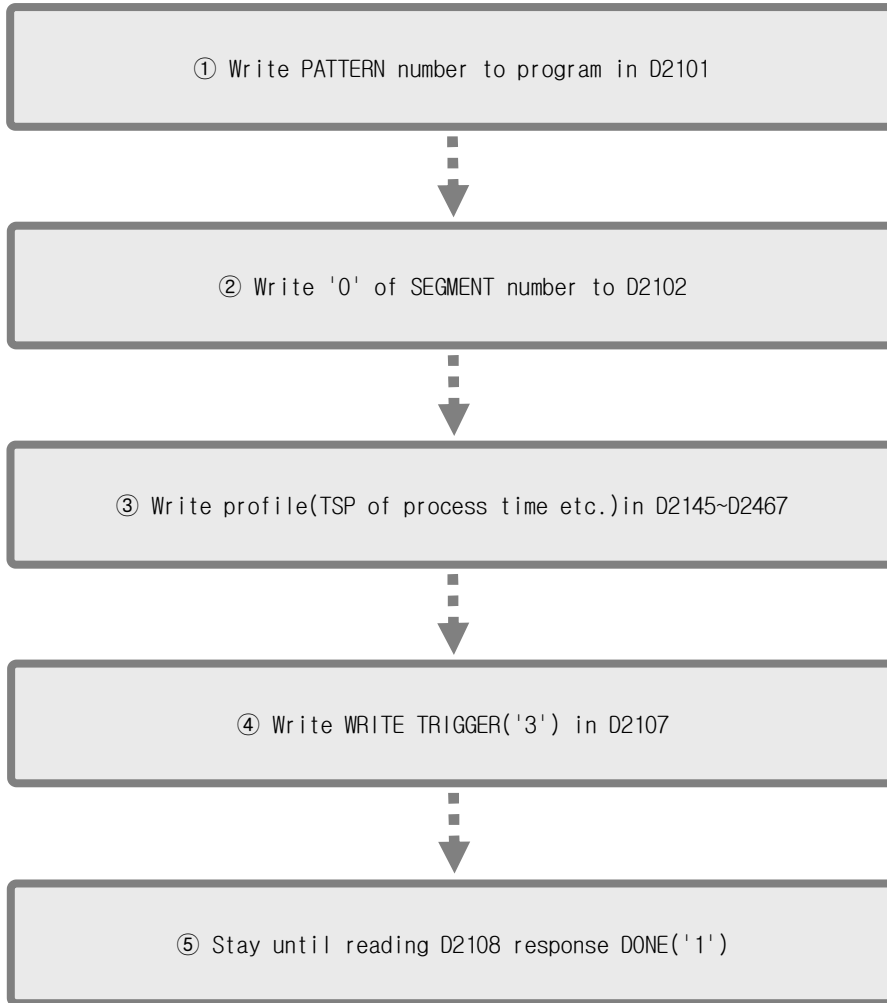 ① Write PATTERN number to program in D2101
② Write '0' of SEGMENT number to D2102
③ Write profile(TSP of process time etc.)in D2145~D2467
④ Write WRITE TRIGGER('3') in D2107
⑤ Stay until reading D2108 response DONE('1')